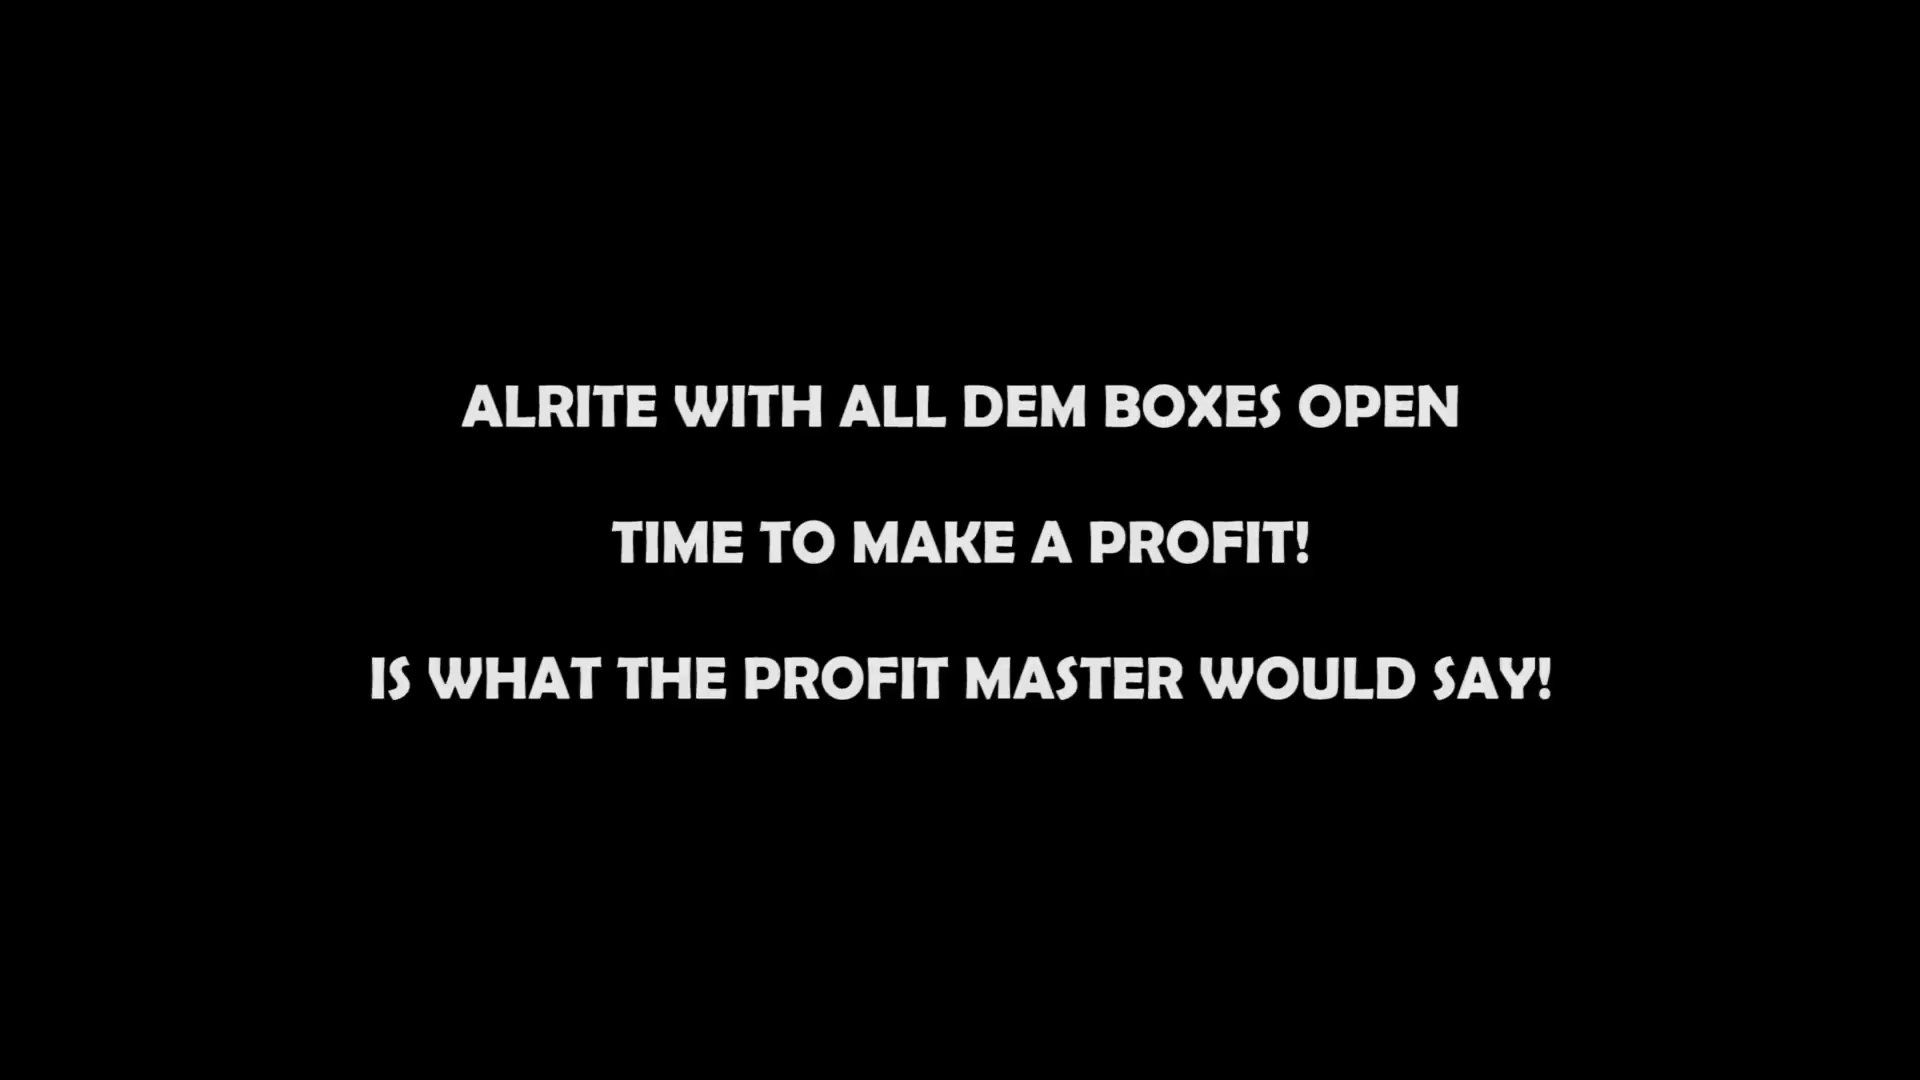 ALRITE WITH ALL DEM BOXES OPEN
TIME TO MAKE A PROFIT!
IS WHAT THE PROFIT MASTER WOULD SAY!